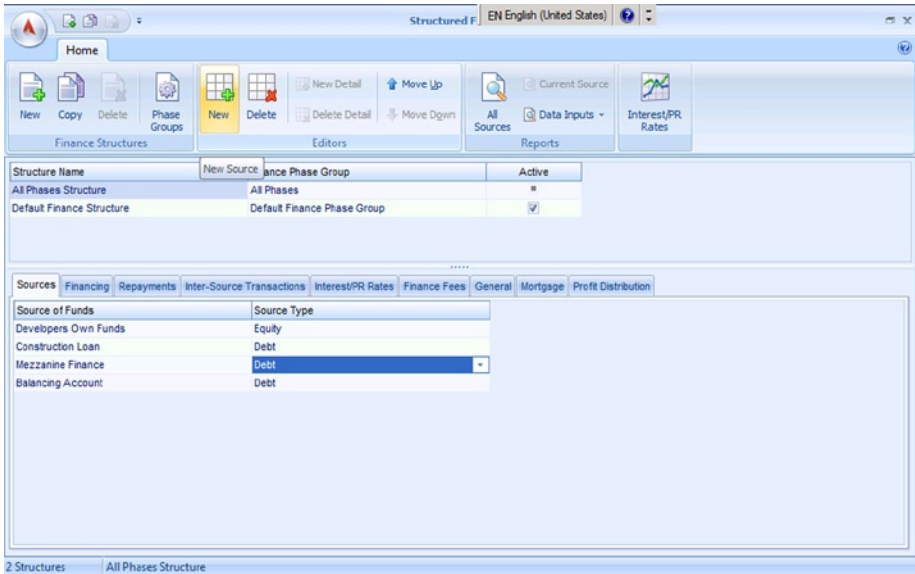 Structured F
EN English (United States)
Home
New
Copy
Delete
Phase Groups
Finance Structures
New
Delete
New Detail
Delete Detail
Move Up
Move Down
Editors
All Sources
Current Source
Data Inputs
Reports
Interest/PR Rates
New Source
Structure Name ance Phase Group Active
All Phases Structure All Phases
Default Finance Structure Default Finance Phase Group
Sources Financing Repayments Inter-Source Transactions Interest/PR Rates Finance Fees General Mortgage Profit Distribution
Source of Funds Source Type
Developers Own Funds Equity
Construction Loan Debt
Mezzanine Finance Debt
Balancing Account Debt
2 Structures All Phases Structure